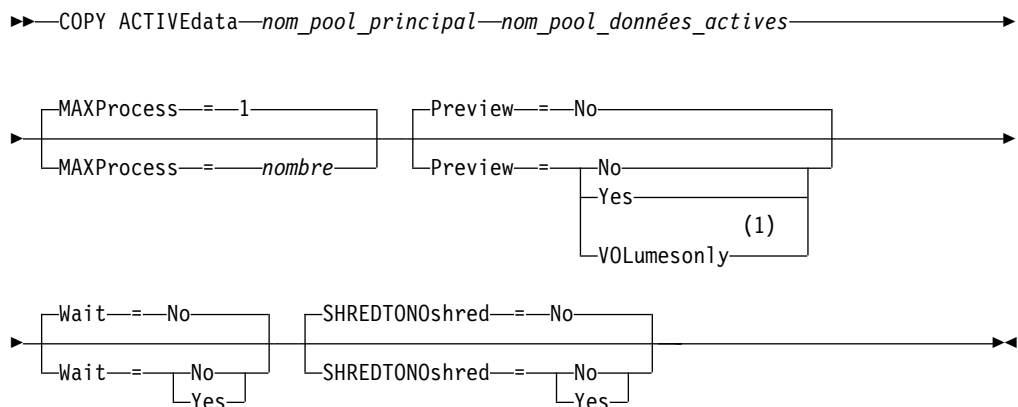 COPY ACTIVEdata nom_pool_principal nom_pool_données_actives
MAXProcess = 1 Preview = No
MAXProcess = nombre Preview = No
Yes
(1)
VOLumesonly
Wait = No SHREDTONOshred = No
Wait = No SHREDTONOshred = No
Yes Yes